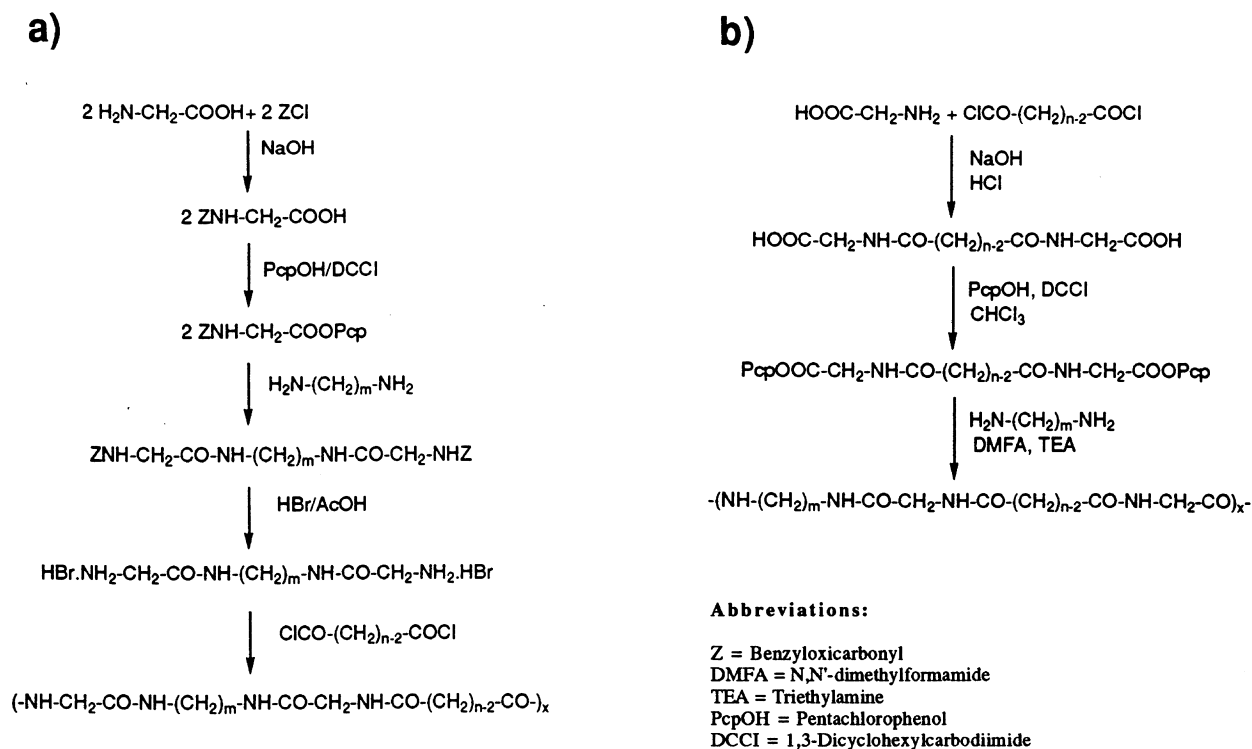 a)
2 H₂N-CH₂-COOH+ 2 ZCl
NaOH
2 ZNH-CH₂-COOH
PcpOH/DCCI
2 ZNH-CH₂-COOPcp
H₂N-(CH₂)ₘ-NH₂
ZNH-CH₂-CO-NH-(CH₂)ₘ-NH-CO-CH₂-NHZ
HBr/AcOH
HBr.NH₂-CH₂-CO-NH-(CH₂)ₘ-NH-CO-CH₂-NH₂.HBr
ClCO-(CH₂)ₙ₋₂-COCl
(-NH-CH₂-CO-NH-(CH₂)ₘ-NH-CO-CH₂-NH-CO-(CH₂)ₙ₋₂-CO-)ₓ
b)
HOOC-CH₂-NH₂ + ClCO-(CH₂)ₙ₋₂-COCl
NaOH
HCl
HOOC-CH₂-NH-CO-(CH₂)ₙ₋₂-CO-NH-CH₂-COOH
PcpOH, DCCI
CHCl₃
PcpOOC-CH₂-NH-CO-(CH₂)ₙ₋₂-CO-NH-CH₂-COOPcp
H₂N-(CH₂)ₘ-NH₂
DMFA, TEA
-(NH-(CH₂)ₘ-NH-CO-CH₂-NH-CO-(CH₂)ₙ₋₂-CO-NH-CH₂-CO)ₓ-
Abbreviations:
Z = Benzyloxicarbonyl
DMFA = N,N'-dimethylformamide
TEA = Triethylamine
PcpOH = Pentachlorophenol
DCCI = 1,3-Dicyclohexylcarbodiimide